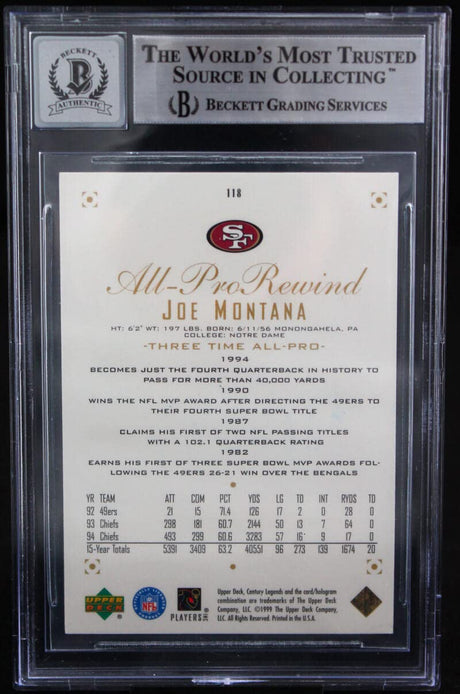 BECKETT
B
AUTHENTIC
THE WORLD'S MOST TRUSTED
SOURCE IN COLLECTING™
B BECKETT GRADING SERVICES
118
SF
All-Pro Rewind
JOE MONTANA
HT: 6'2" WT: 197 LBS. BORN: 6/11/56 MONONGAHELA, PA
COLLEGE: NOTRE DAME
-THREE TIME ALL-PRO-
1994
BECOMES JUST THE FOURTH QUARTERBACK IN HISTORY TO
PASS FOR MORE THAN 40,000 YARDS
1990
WINS THE NFL MVP AWARD AFTER DIRECTING THE 49ERS TO
THEIR FOURTH SUPER BOWL TITLE
1987
CLAIMS HIS FIRST OF TWO NFL PASSING TITLES
WITH A 102.1 QUARTERBACK RATING
1982
EARNS HIS FIRST OF THREE SUPER BOWL MVP AWARDS FOL-
LOWING THE 49ERS 26-21 WIN OVER THE BENGALS
YR TEAM ATT COM PCT YDS LG TD INT RYDS TD
92 49ers 21 15 71.4 126 17 2 0 28 0
93 Chiefs 298 181 60.7 2144 50 13 7 64 0
94 Chiefs 493 299 60.6 3283 57 16 9 17 0
15-Year Totals 5391 3409 63.2 40551 96 273 139 1674 20
Upper Deck, Century Legends and the card/hologram
combination are trademarks of The Upper Deck
Company, LLC. ©1999 The Upper Deck Company,
LLC. All Rights Reserved. Printed in the U.S.A.
UPPER DECK
NFL
PLAYERS INC